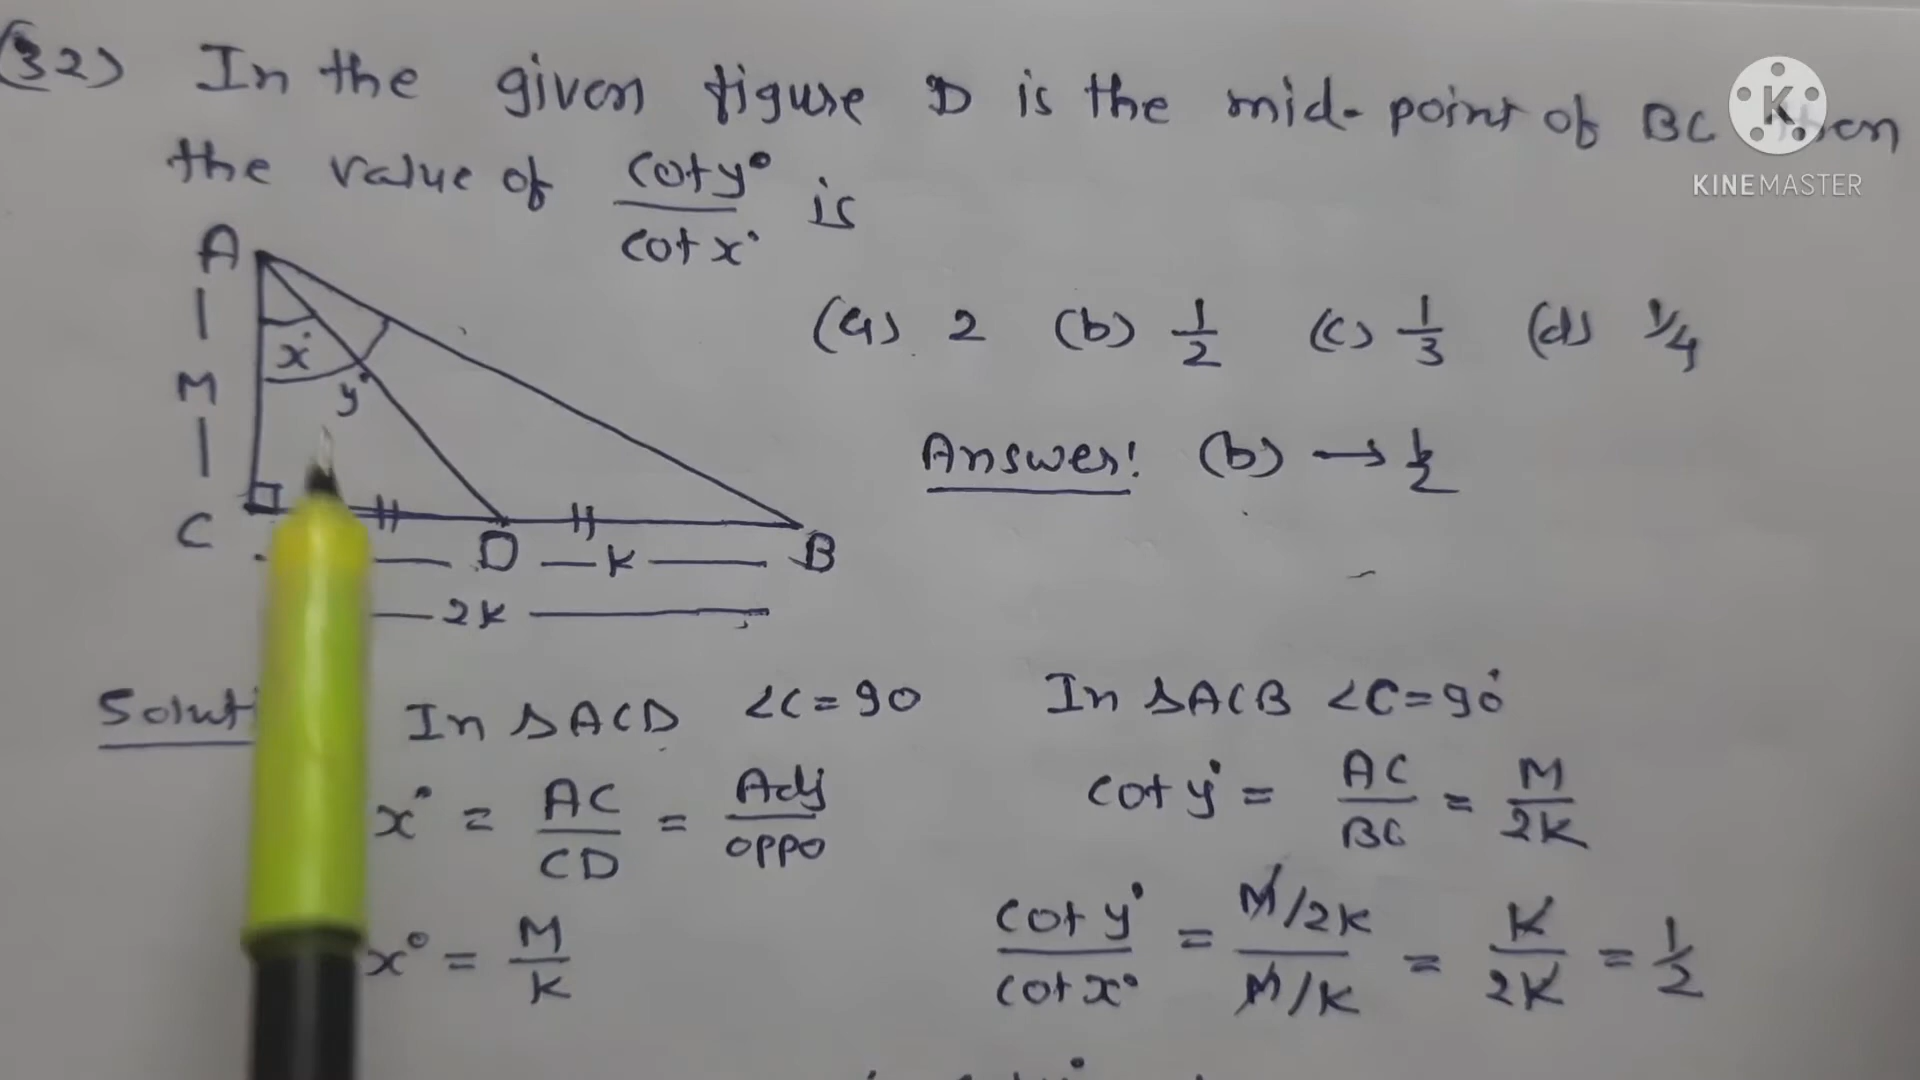 (32) In the given figure D is the mid-point of BC then
the value of cot y° / cot x° is
KINEMASTER
A
(a) 2 (b) 1/2 (c) 1/3 (d) 1/4
x°
M
y°
Answer: (b) → 1/2
C D K B
2K
In △ACD ∠C = 90
x° = AC/CD = Adj/oppo
x° = M/K
In △ACB ∠C = 90°
cot y° = AC/BC = M/2K
cot y°/cot x° = M/2K / M/K = K/2K = 1/2